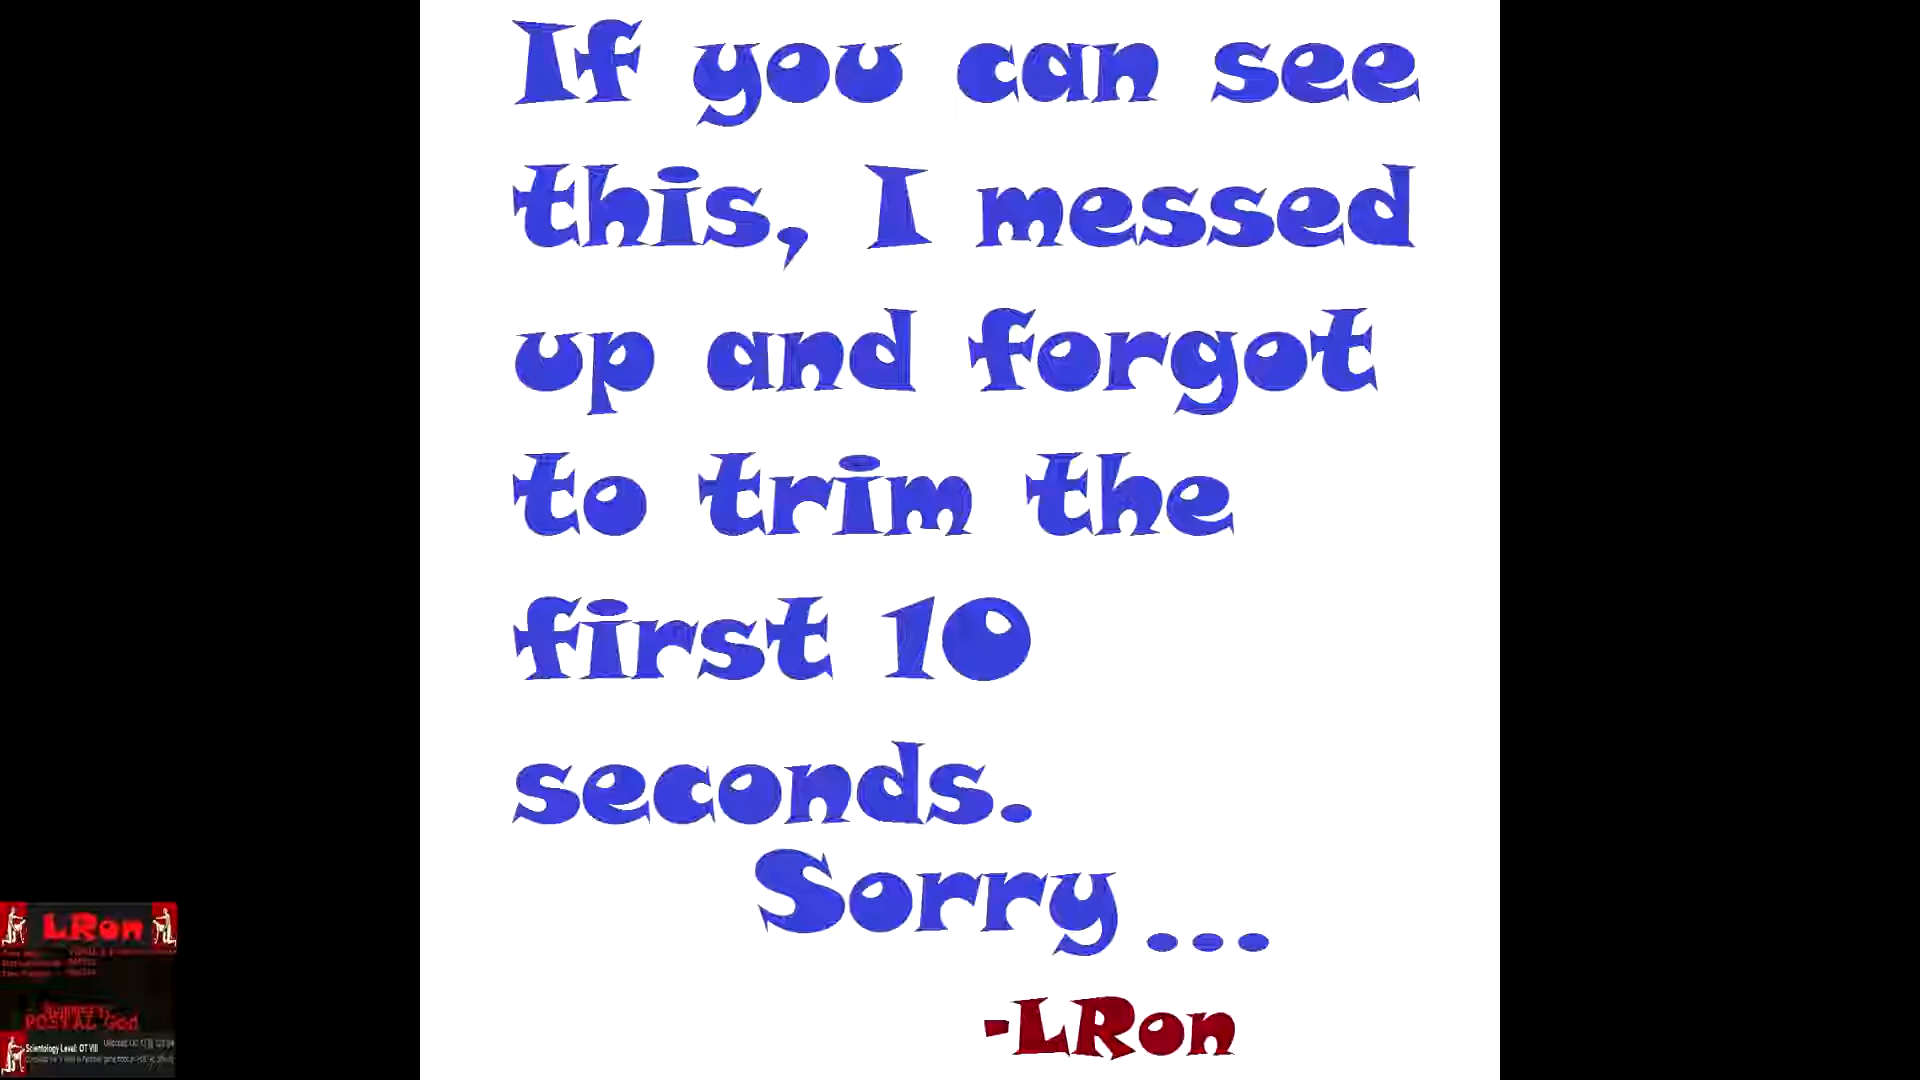 If you can see
this, I messed
up and forgot
to trim the
first 10
seconds.
Sorry...
-LRon
LRon
POSTAL God
Scientology Level: OT VIII